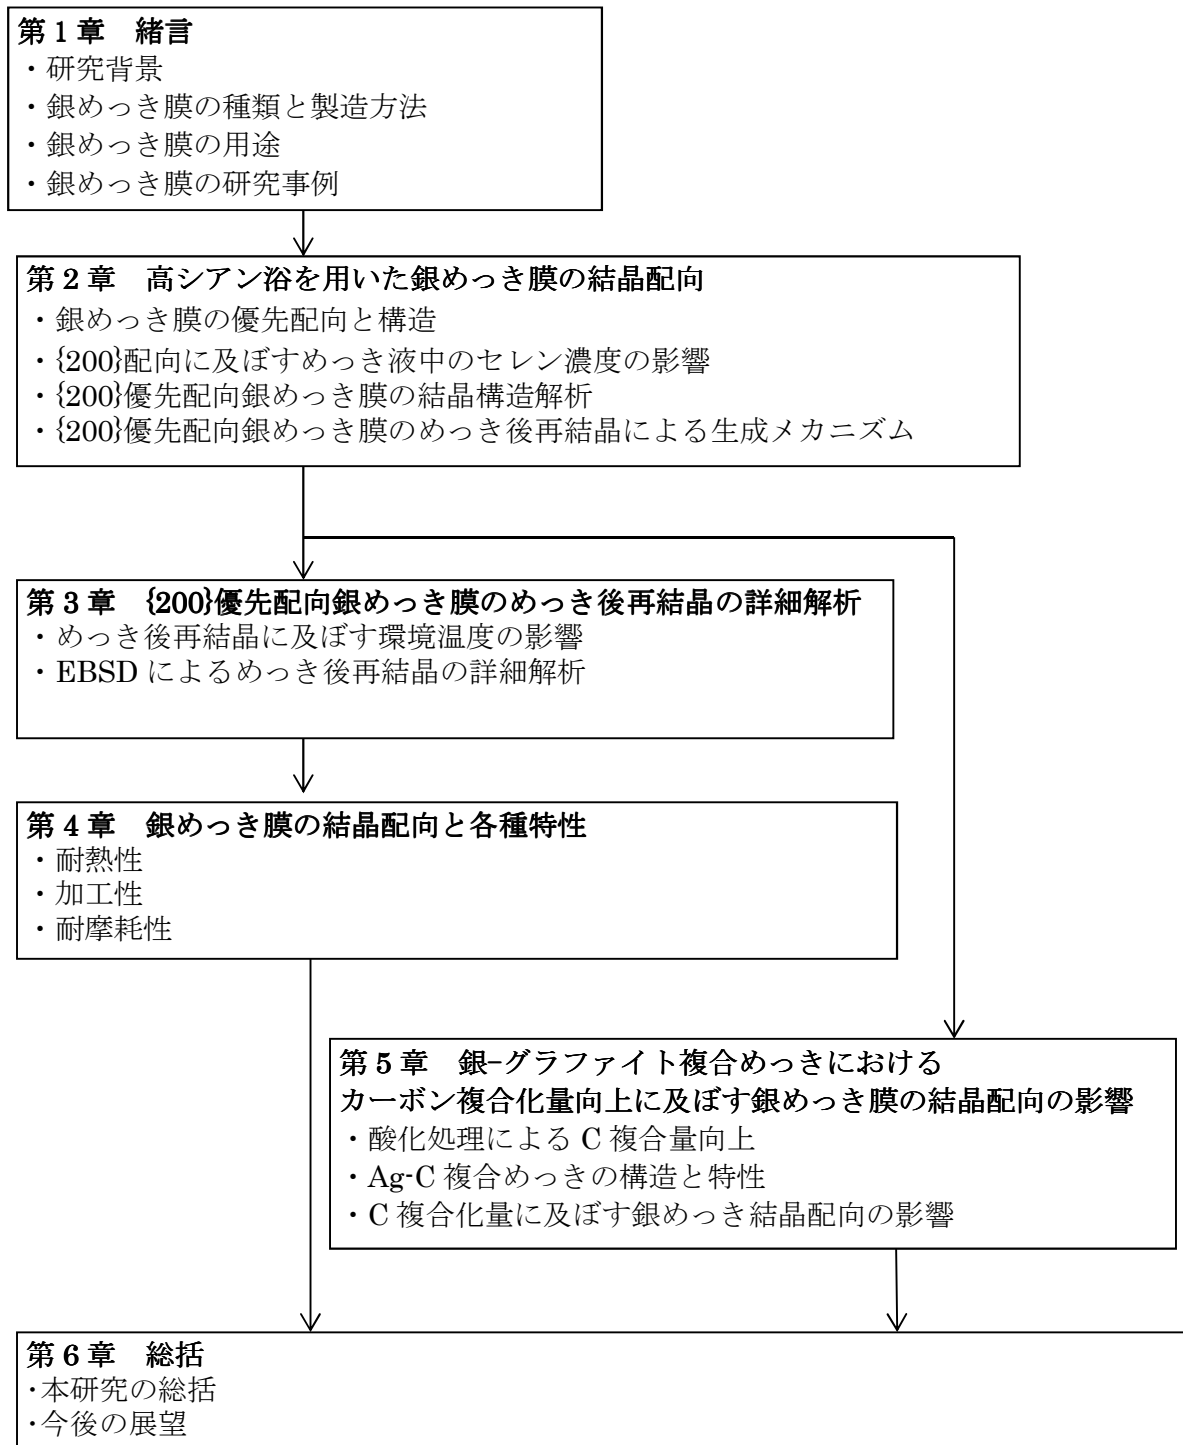 第 1 章　緒言
・研究背景
・銀めっき膜の種類と製造方法
・銀めっき膜の用途
・銀めっき膜の研究事例
第 2 章　高シアン浴を用いた銀めっき膜の結晶配向
・銀めっき膜の優先配向と構造
・{200}配向に及ぼすめっき液中のセレン濃度の影響
・{200}優先配向銀めっき膜の結晶構造解析
・{200}優先配向銀めっき膜のめっき後再結晶による生成メカニズム
第 3 章　{200}優先配向銀めっき膜のめっき後再結晶の詳細解析
・めっき後再結晶に及ぼす環境温度の影響
・EBSD によるめっき後再結晶の詳細解析
第 4 章　銀めっき膜の結晶配向と各種特性
・耐熱性
・加工性
・耐摩耗性
第 5 章　銀-グラファイト複合めっきにおける
カーボン複合化量向上に及ぼす銀めっき膜の結晶配向の影響
・酸化処理による C 複合量向上
・Ag-C 複合めっきの構造と特性
・C 複合化量に及ぼす銀めっき結晶配向の影響
第 6 章　総括
・本研究の総括
・今後の展望